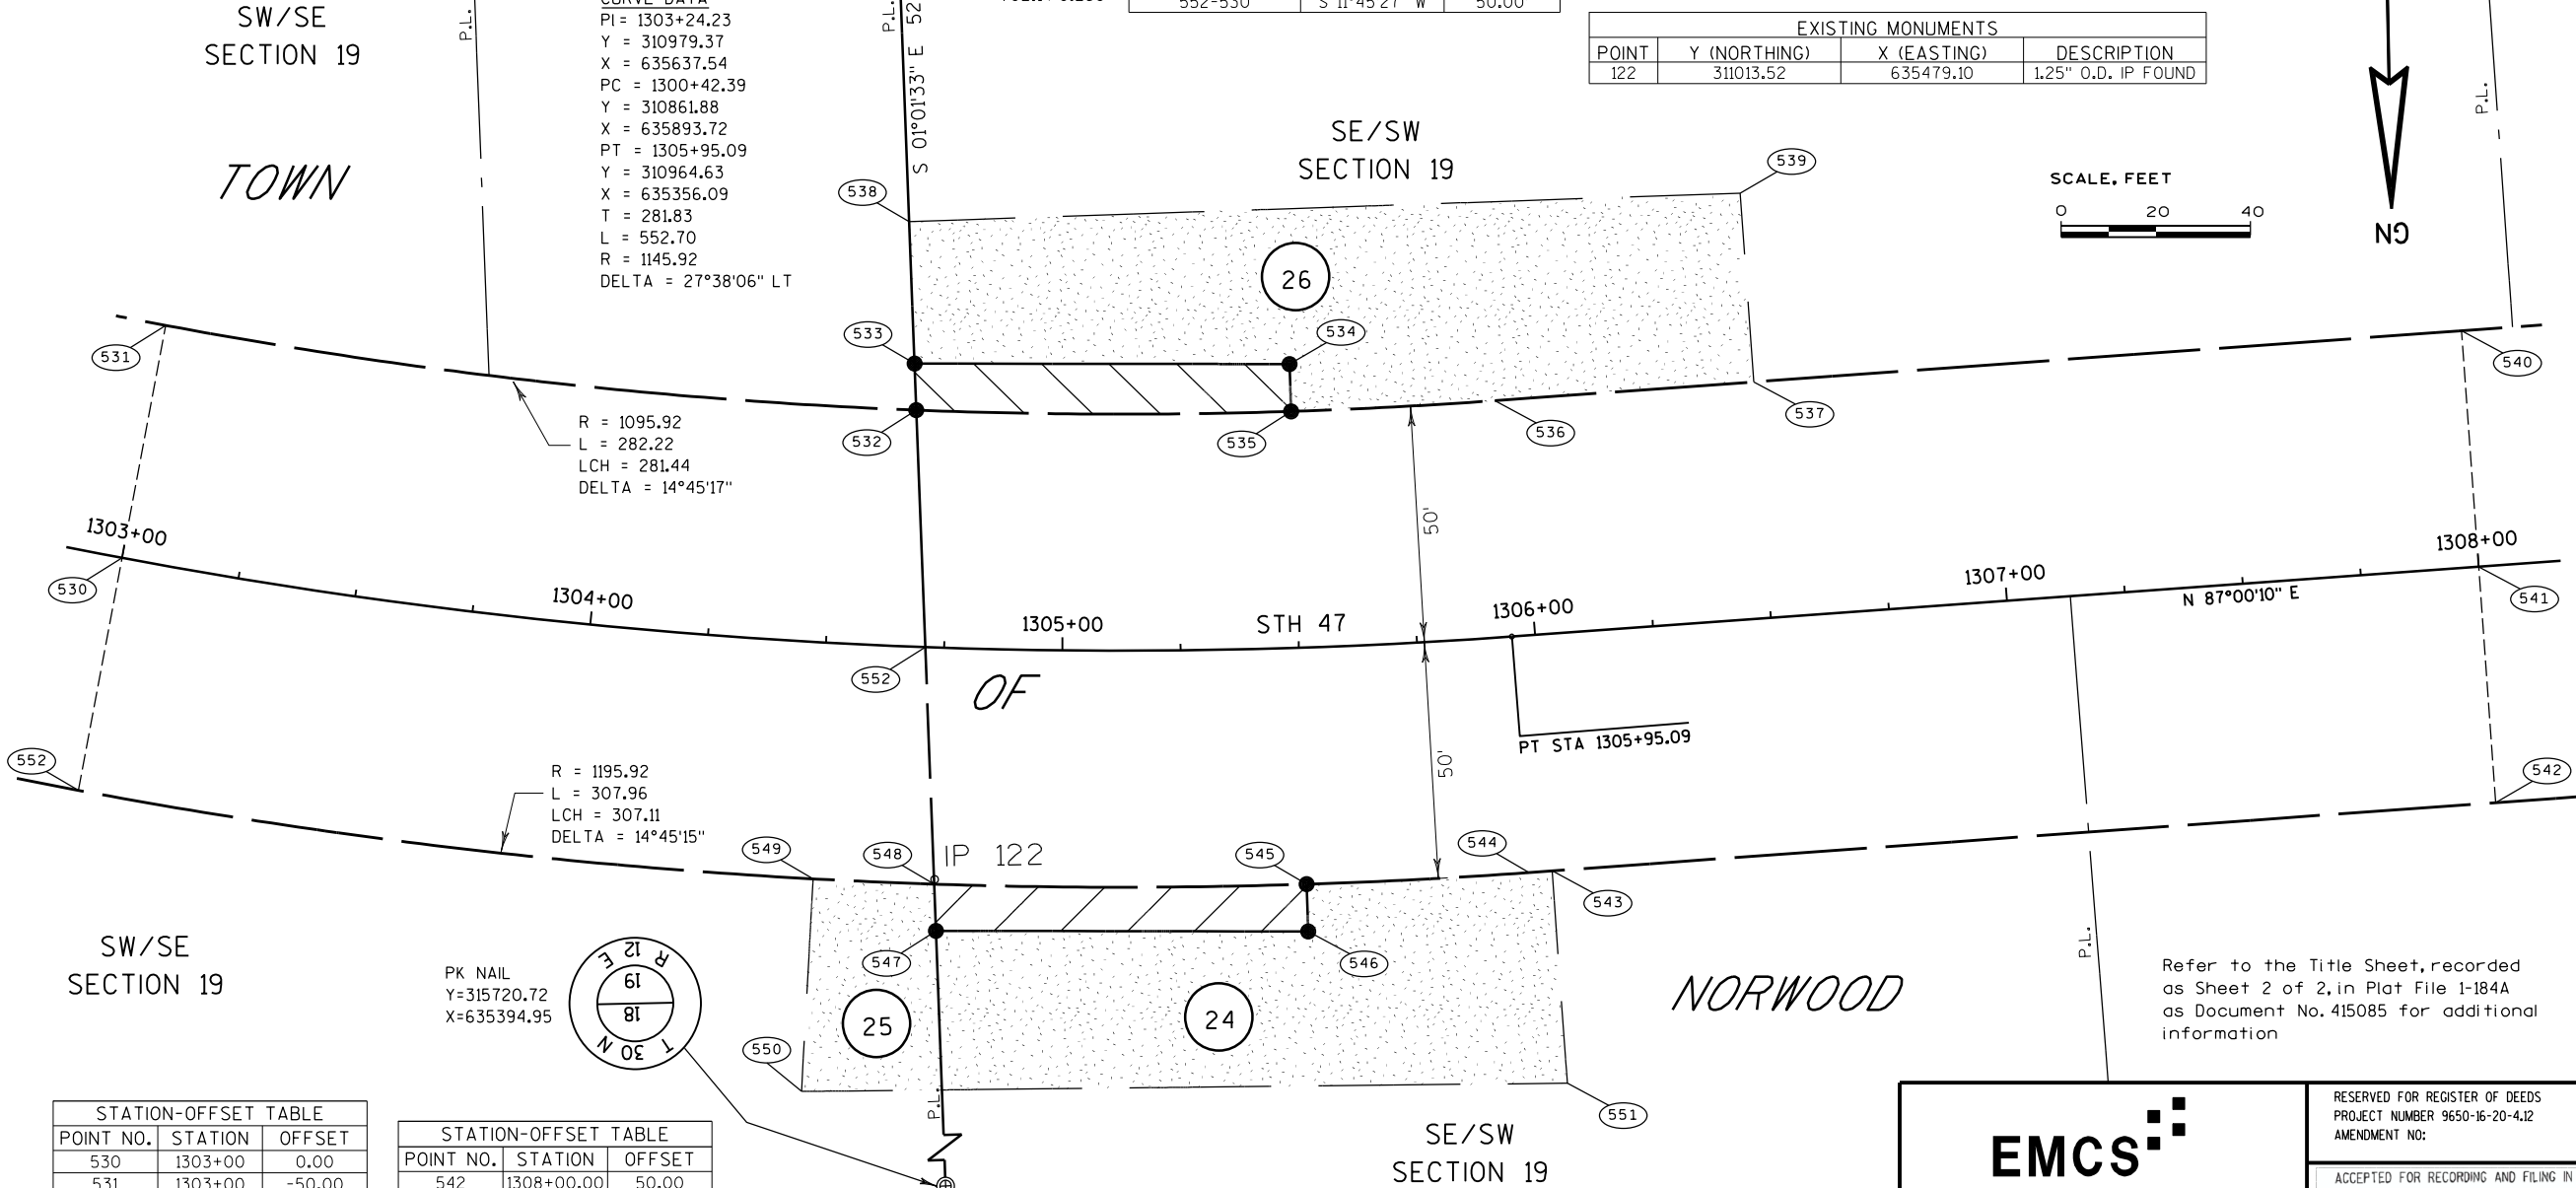 SW/SE
SECTION 19
P.L.
CURVE DATA
PI = 1303+24.23
Y = 310979.37
X = 635637.54
PC = 1300+42.39
Y = 310861.88
X = 635893.72
PT = 1305+95.09
Y = 310964.63
X = 635356.09
T = 281.83
L = 552.70
R = 1145.92
DELTA = 27°38'06" LT
P.L.
S 01°01'33" E 52
552-530 S 11°45'27" W 50.00
EXISTING MONUMENTS
POINT Y (NORTHING) X (EASTING) DESCRIPTION
122 311013.52 635479.10 1.25" O.D. IP FOUND
P.L.
TOWN
SE/SW
SECTION 19
SCALE, FEET
0 20 40
GN
538
539
26
533
534
531
532
535
536
537
540
R = 1095.92
L = 282.22
LCH = 281.44
DELTA = 14°45'17"
50'
1303+00
530
1304+00
1305+00
STH 47
1306+00
1307+00
1308+00
N 87°00'10" E
541
552
OF
PT STA 1305+95.09
50'
552
542
R = 1195.92
L = 307.96
LCH = 307.11
DELTA = 14°45'15"
549
548
IP 122
545
544
543
547
546
SW/SE
SECTION 19
PK NAIL
Y=315720.72
X=635394.95
R 12 E
19
18
T 30 N
25
24
550
551
NORWOOD
P.L.
P.L.
Refer to the Title Sheet, recorded
as Sheet 2 of 2, in Plat File 1-184A
as Document No. 415085 for additional
information
STATION-OFFSET TABLE
POINT NO. STATION OFFSET
530 1303+00 0.00
531 1303+00 -50.00
STATION-OFFSET TABLE
POINT NO. STATION OFFSET
542 1308+00.00 50.00
SE/SW
SECTION 19
EMCS
RESERVED FOR REGISTER OF DEEDS
PROJECT NUMBER 9650-16-20-4.12
AMENDMENT NO:
ACCEPTED FOR RECORDING AND FILING IN